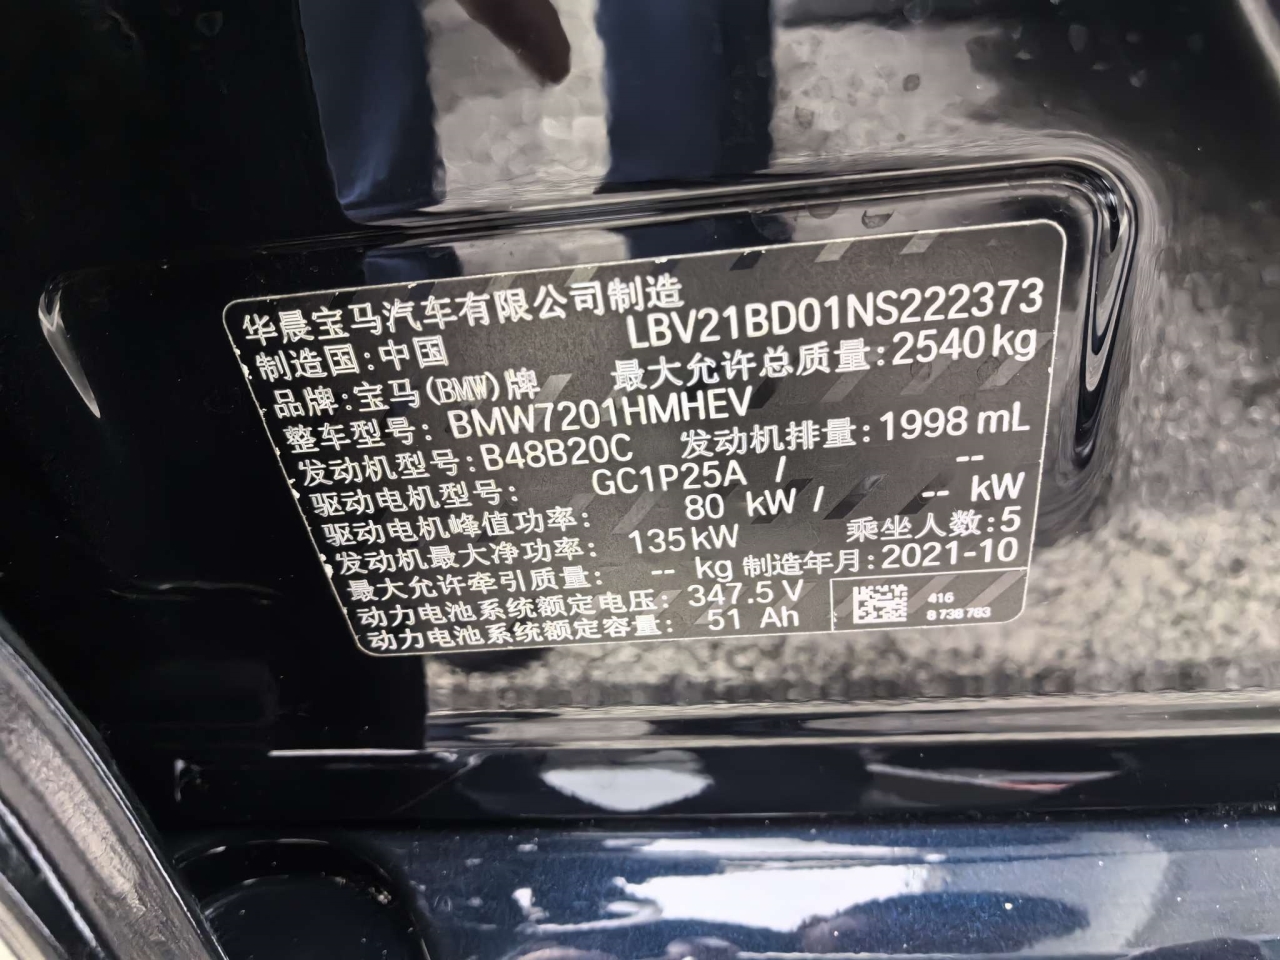 华晨宝马汽车有限公司制造
制造国:中国 LBV21BD01NS222373
品牌:宝马(BMW)牌 最大允许总质量:2540kg
整车型号: BMW7201HMHEV
发动机型号:B48B20C 发动机排量:1998 mL
驱动电机型号: GC1P25A / --
驱动电机峰值功率: 80 kW / -- kW
发动机最大净功率: 135kW 乘坐人数:5
最大允许牵引质量: -- kg 制造年月:2021-10
动力电池系统额定电压: 347.5 V
动力电池系统额定容量: 51 Ah
416
8 738 783